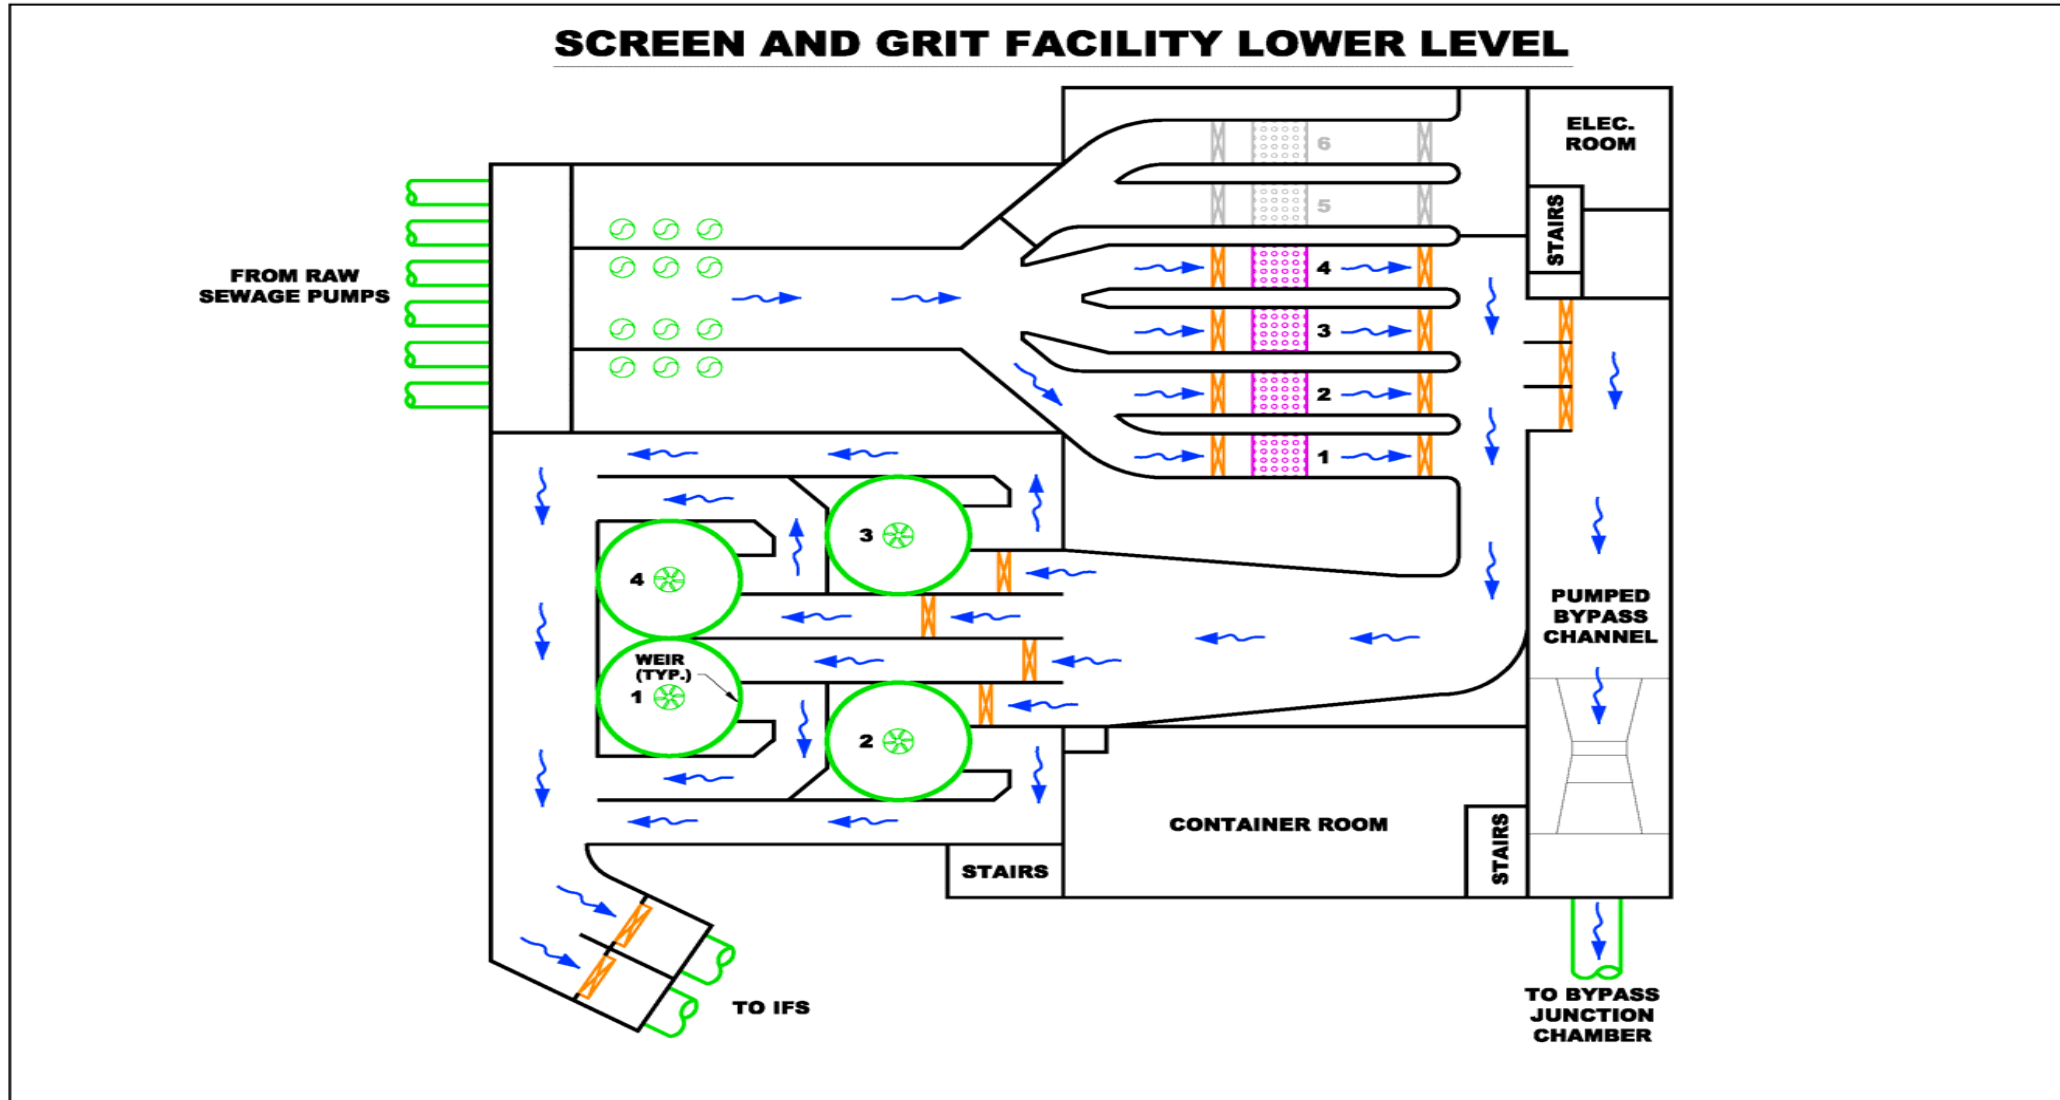 SCREEN AND GRIT FACILITY LOWER LEVEL
ELEC.
ROOM
STAIRS
6
5
4
3
2
1
FROM RAW
SEWAGE PUMPS
3
4
WEIR
(TYP.)
1
2
PUMPED
BYPASS
CHANNEL
CONTAINER ROOM
STAIRS
STAIRS
TO IFS
TO BYPASS
JUNCTION
CHAMBER